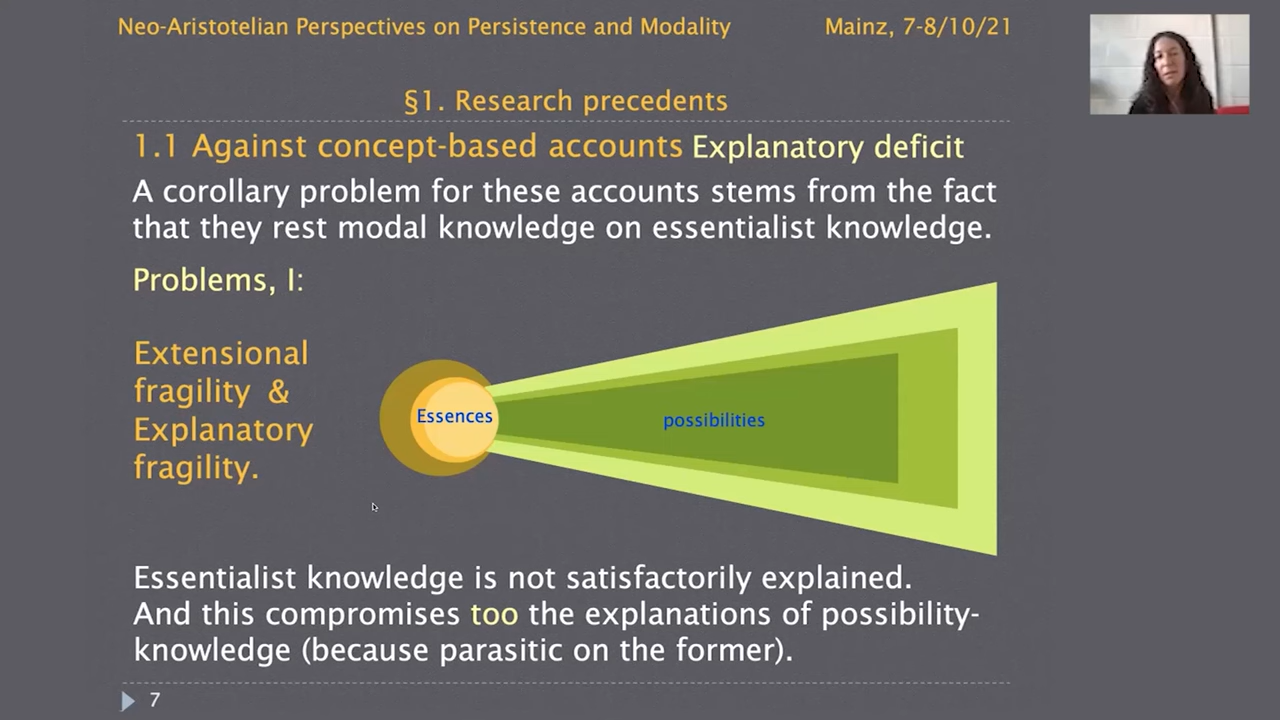 Neo-Aristotelian Perspectives on Persistence and Modality Mainz, 7-8/10/21
§1. Research precedents
1.1 Against concept-based accounts Explanatory deficit
A corollary problem for these accounts stems from the fact
that they rest modal knowledge on essentialist knowledge.
Problems, I:
Extensional
fragility &
Explanatory
fragility.
Essences
possibilities
Essentialist knowledge is not satisfactorily explained.
And this compromises too the explanations of possibility-
knowledge (because parasitic on the former).
7